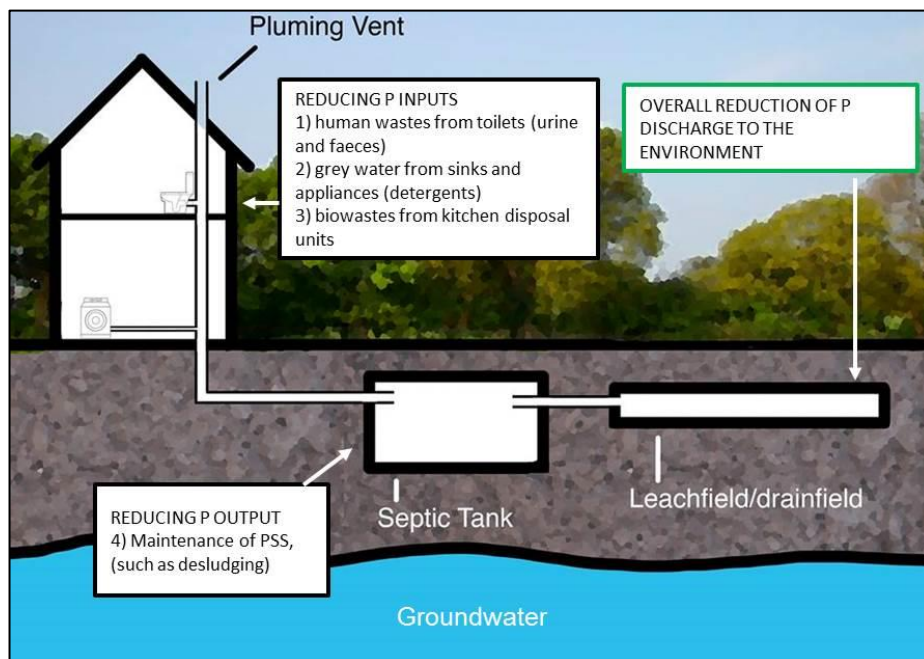 Pluming Vent
REDUCING P INPUTS
1) human wastes from toilets (urine
and faeces)
2) grey water from sinks and
appliances (detergents)
3) biowastes from kitchen disposal
units
OVERALL REDUCTION OF P
DISCHARGE TO THE
ENVIRONMENT
REDUCING P OUTPUT
4) Maintenance of PSS,
(such as desludging)
Septic Tank
Leachfield/drainfield
Groundwater